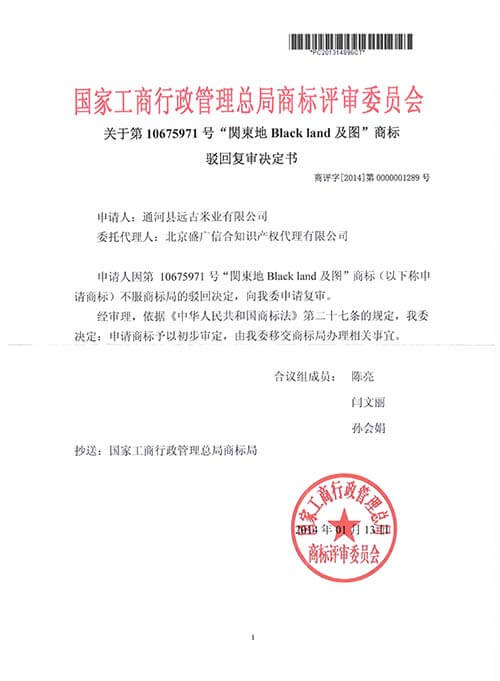 *PC20131489BCT*
国家工商行政管理总局商标评审委员会
关于第 10675971 号“関東地 Black land 及图”商标
驳回复审决定书
商评字[2014]第 0000001289 号
申请人：通河县远古米业有限公司
委托代理人：北京盛广信合知识产权代理有限公司
申请人因第 10675971 号“関東地 Black land 及图”商标（以下称申
请商标）不服商标局的驳回决定，向我委申请复审。
经审理，依据《中华人民共和国商标法》第二十七条的规定，我委
决定：申请商标予以初步审定，由我委移交商标局办理相关事宜。
合议组成员： 陈亮
闫文丽
孙会娟
抄送：国家工商行政管理总局商标局
国家工商行政管理总局
2014 年 01 月 13 日
商标评审委员会
1